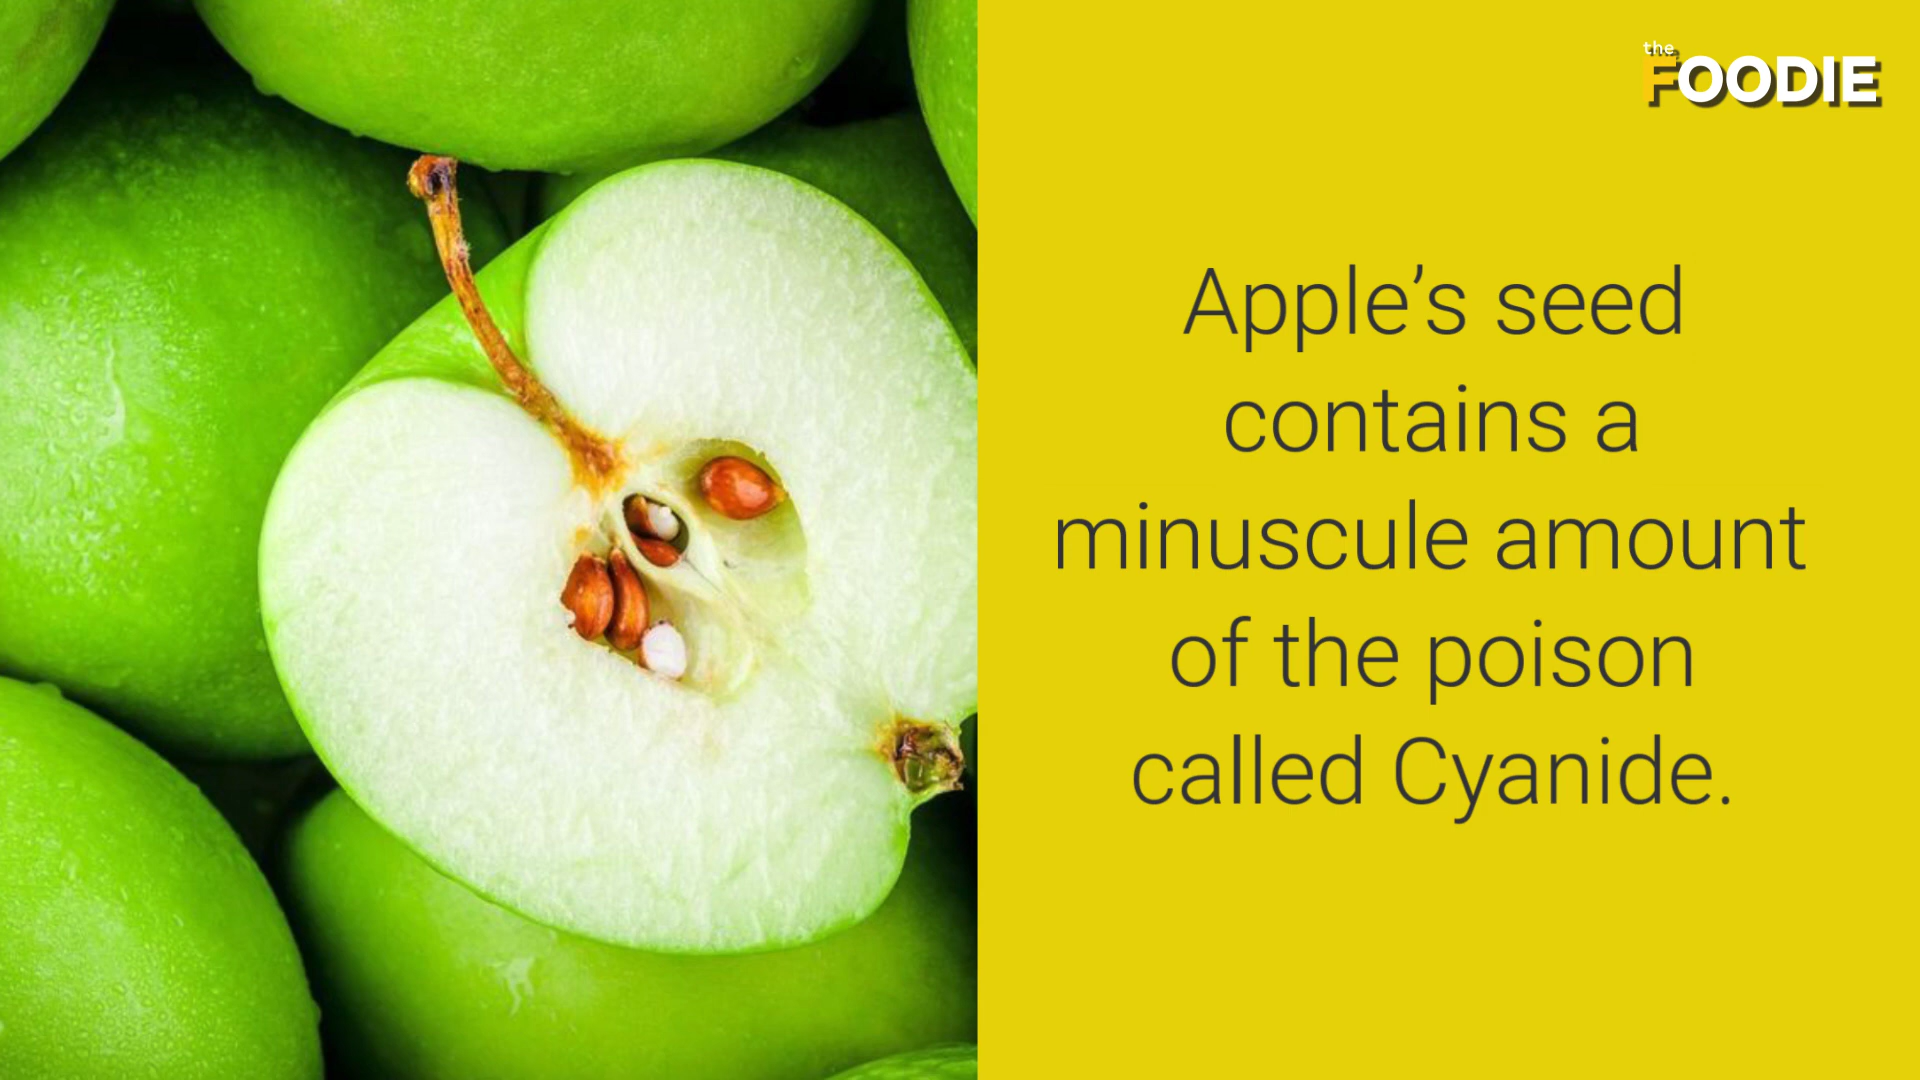 the
FOODIE
Apple’s seed
contains a
minuscule amount
of the poison
called Cyanide.